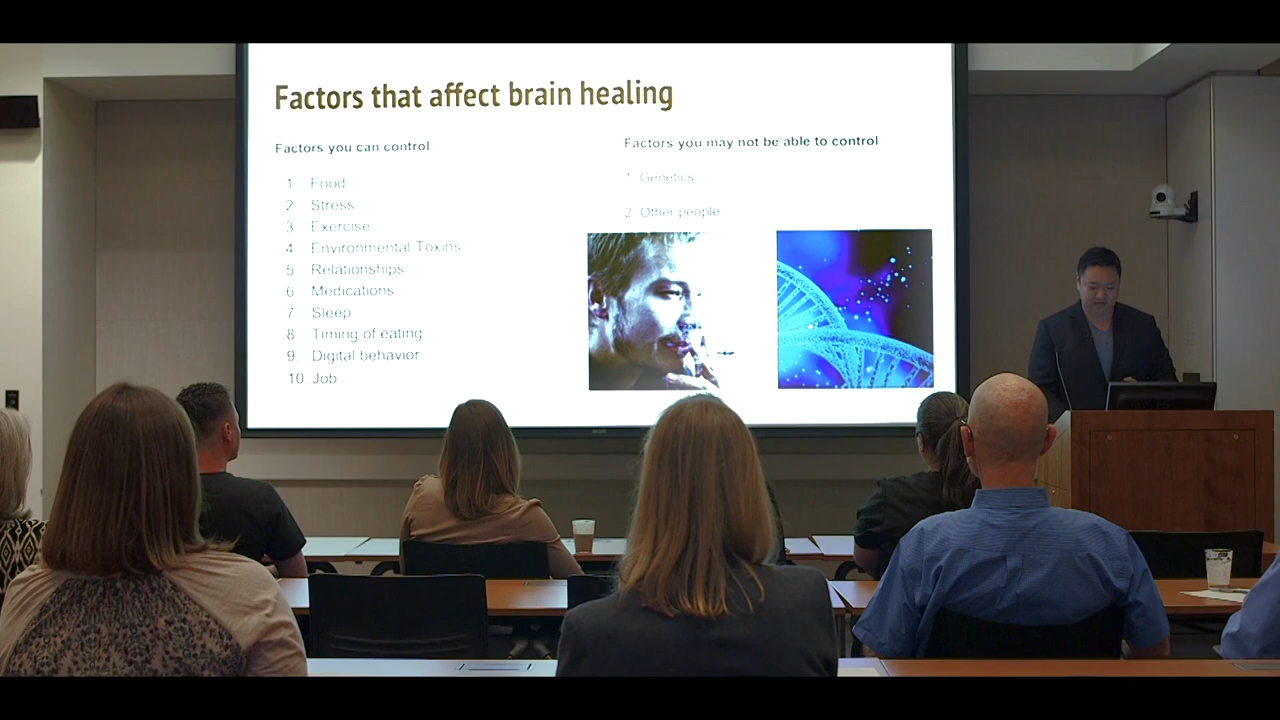 Factors that affect brain healing
Factors you can control
1 Food
2 Stress
3 Exercise
4 Environmental Toxins
5 Relationships
6 Medications
7 Sleep
8 Timing of eating
9. Digital behavior
10 Job
Factors you may not be able to control
1 Genetics
2 Other people